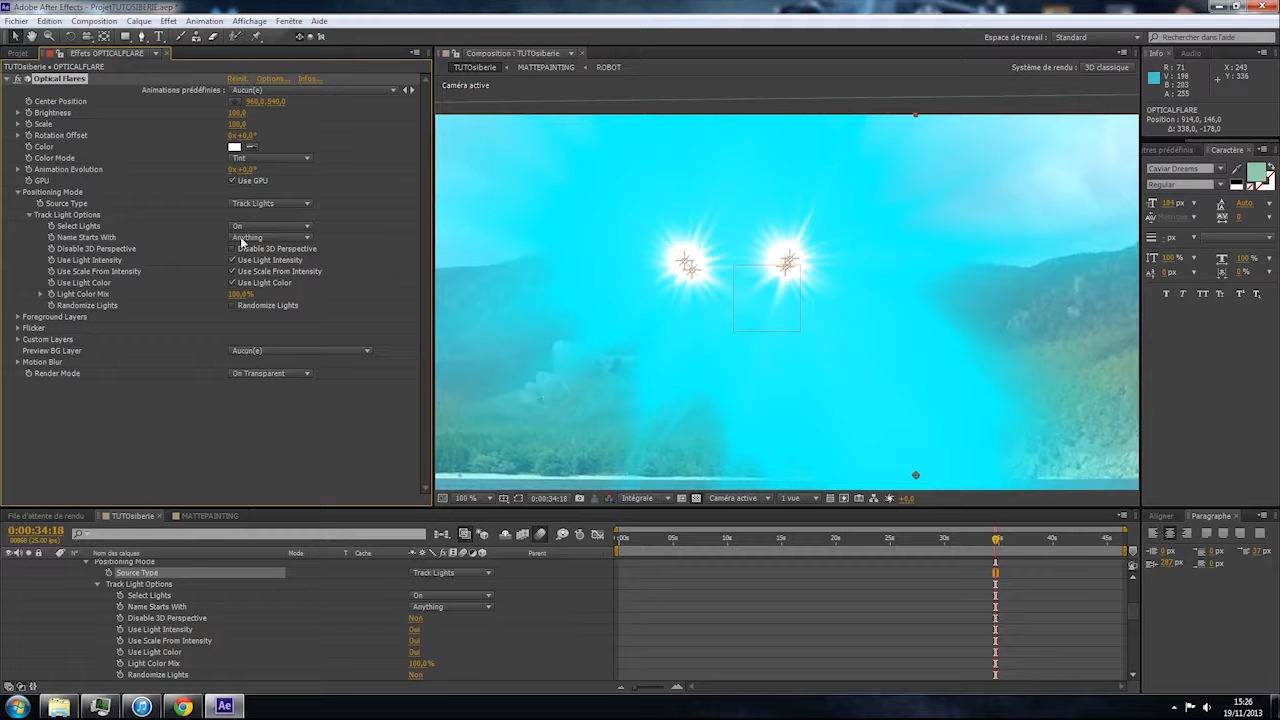 Adobe After Effects - ProjetTUTOSIBERIE.aep *
Fichier Edition Composition Calque Effet Animation Affichage Fenêtre Aide
Espace de travail : Standard Rechercher dans l'aide
Projet Effets OPTICALFLARE
TUTOsiberie • OPTICALFLARE
Optical Flares Réinit. Options... Infos...
Animations prédéfinies : Aucun(e)
Center Position 960,0,540,0
Brightness 100,0
Scale 100,0
Rotation Offset 0x+0,0°
Color
Color Mode Tint
Animation Evolution 0x+0,0°
GPU Use GPU
Positioning Mode
Source Type Track Lights
Track Light Options
Select Lights On
Name Starts With Anything
Disable 3D Perspective Disable 3D Perspective
Use Light Intensity Use Light Intensity
Use Scale From Intensity Use Scale From Intensity
Use Light Color Use Light Color
Light Color Mix 100,0%
Randomize Lights Randomize Lights
Foreground Layers
Flicker
Custom Layers
Preview BG Layer Aucun(e)
Motion Blur
Render Mode On Transparent
Composition : TUTOsiberie
TUTOsiberie MATTEPAINTING ROBOT Système de rendu : 3D classique
Caméra active
100 % 0:00:34:18 Intégrale Caméra active 1 vue +0,0
Info Audio
R : 71 X : 243
V : 198 Y : 336
B : 255
A : 255
OPTICALFLARE
Position : 914,0, 146,0
Δ: 338,0, -178,0
tres prédéfinis Caractère
Caviar Dreams
Regular
184 px Auto
Métrique 0
- px
100 % 100 %
0 px 0 %
T T TT Tt T¹ T₁
Aligner Paragraphe
0 px 0 px 37 px
287 px 0 px
File d'attente de rendu TUTOsiberie MATTEPAINTING
0:00:34:18
00868 (25.00 fps)
N° Nom des calques Mode T Cache Parent
:00s 05s 10s 15s 20s 25s 30s 40s 45s
Positioning Mode
Source Type Track Lights
Track Light Options
Select Lights On
Name Starts With Anything
Disable 3D Perspective Non
Use Light Intensity Oui
Use Scale From Intensity Oui
Use Light Color Oui
Light Color Mix 100,0%
Randomize Lights Non
15:26
19/11/2013